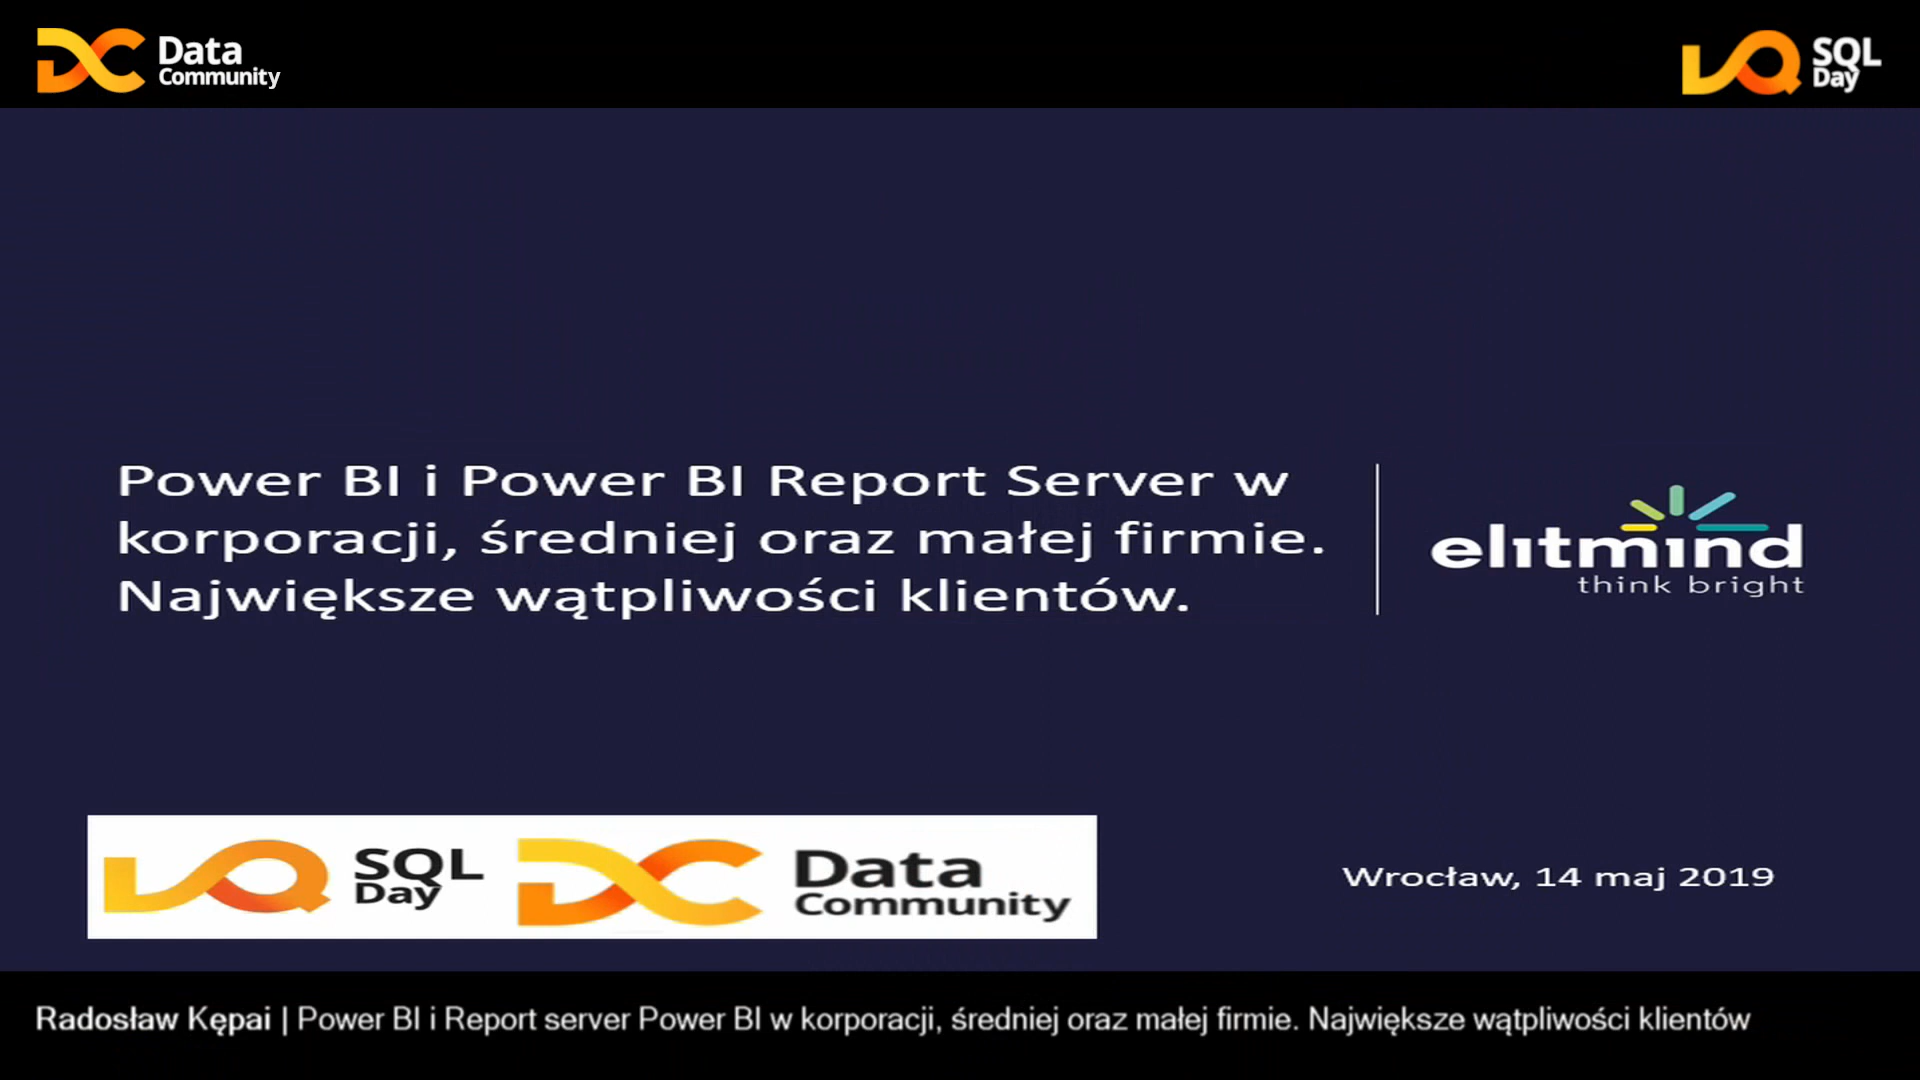 Data
Community
SQL
Day
Power BI i Power BI Report Server w
korporacji, średniej oraz małej firmie.
Największe wątpliwości klientów.
elitmind
think bright
SQL
Day
Data
Community
Wrocław, 14 maj 2019
Radosław Kępai | Power BI i Report server Power BI w korporacji, średniej oraz małej firmie. Największe wątpliwości klientów